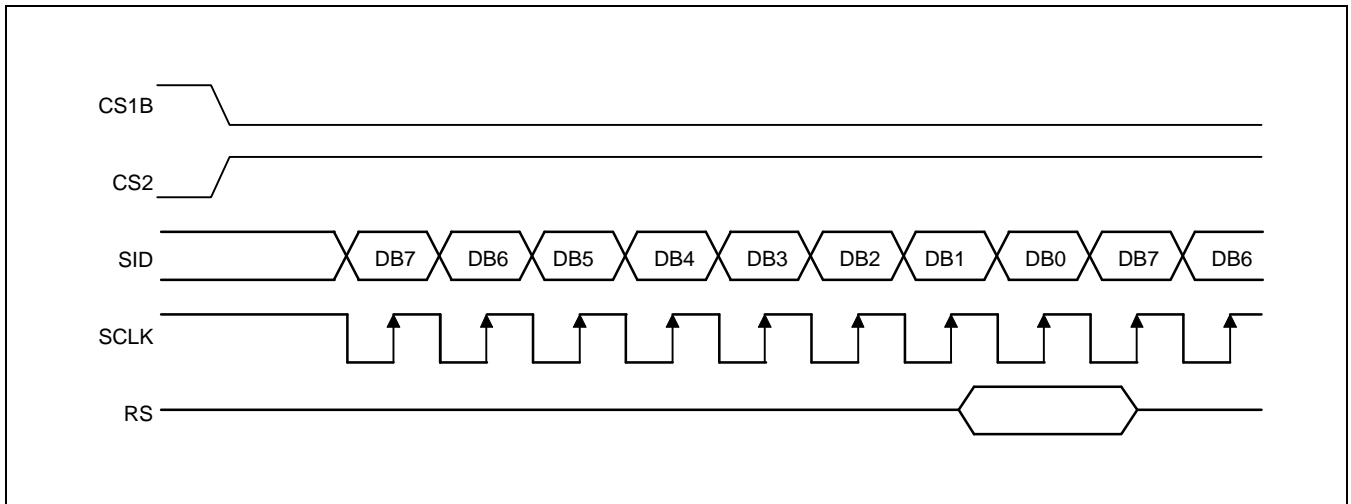 CS1B
CS2
SID DB7 DB6 DB5 DB4 DB3 DB2 DB1 DB0 DB7 DB6
SCLK
RS